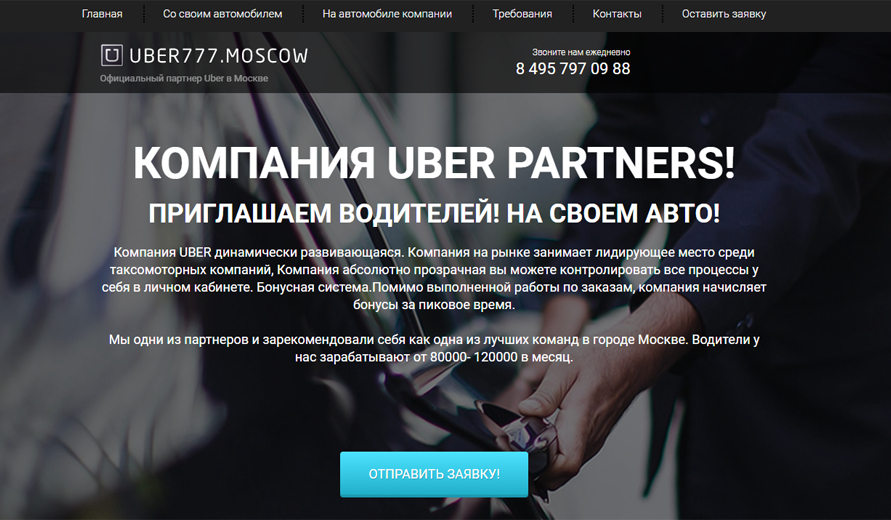 Главная
Со своим автомобилем
На автомобиле компании
Требования
Контакты
Оставить заявку
UBER777.MOSCOW
Официальный партнер Uber в Москве
Звоните нам ежедневно
8 495 797 09 88
КОМПАНИЯ UBER PARTNERS!
ПРИГЛАШАЕМ ВОДИТЕЛЕЙ! НА СВОЕМ АВТО!
Компания UBER динамически развивающаяся. Компания на рынке занимает лидирующее место среди
таксомоторных компаний, Компания абсолютно прозрачная вы можете контролировать все процессы у
себя в личном кабинете. Бонусная система.Помимо выполненной работы по заказам, компания начисляет
бонусы за пиковое время.
Мы одни из партнеров и зарекомендовали себя как одна из лучших команд в городе Москве. Водители у
нас зарабатывают от 80000- 120000 в месяц.
ОТПРАВИТЬ ЗАЯВКУ!